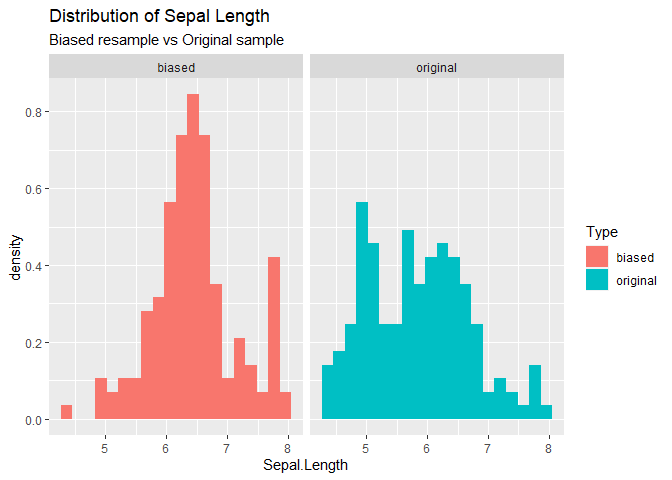 Distribution of Sepal Length
Biased resample vs Original sample
biased
original
0.8
0.6
0.4
0.2
0.0
density
5
6
7
8
5
6
7
8
Sepal.Length
Type
biased
original